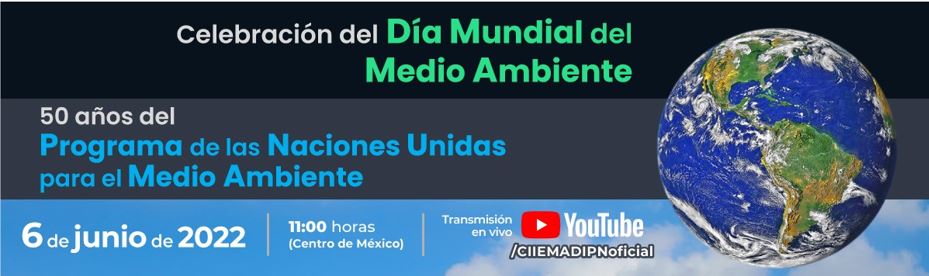 Celebración del Día Mundial del
Medio Ambiente
50 años del
Programa de las Naciones Unidas
para el Medio Ambiente
6 de junio de 2022
11:00 horas
(Centro de México)
Transmisión
en vivo
YouTube
/CIIEMADIPNoficial